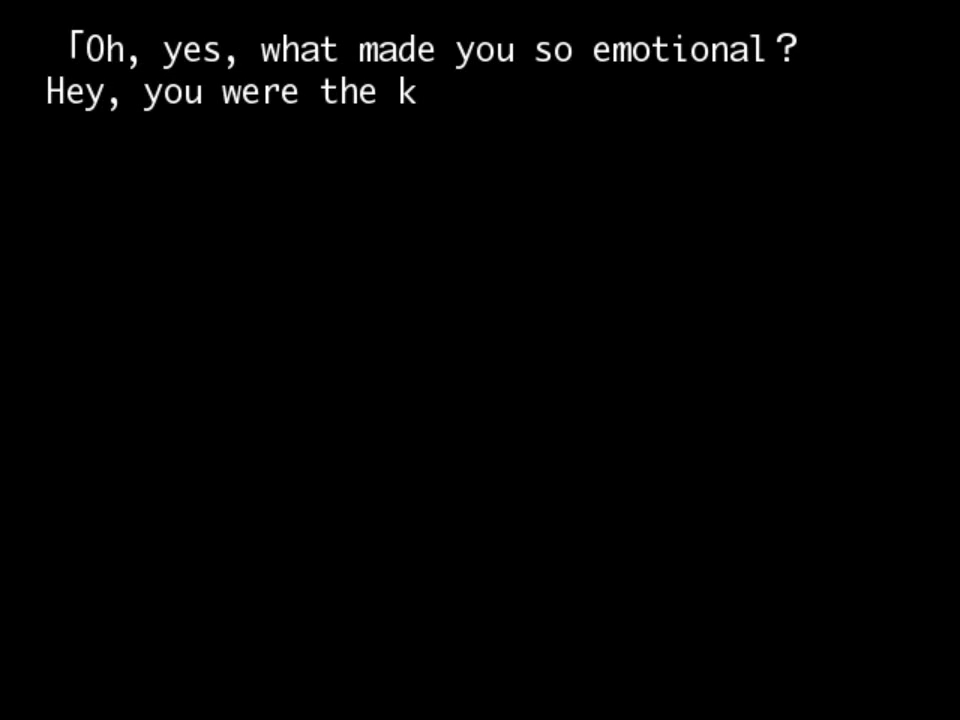 「Oh, yes, what made you so emotional？
Hey, you were the k